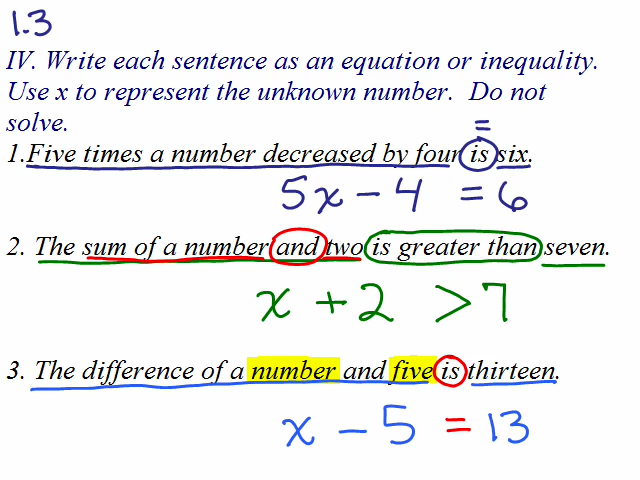 1.3
IV. Write each sentence as an equation or inequality.
Use x to represent the unknown number. Do not
solve.
=
1.Five times a number decreased by four is six.
5x - 4 = 6
2. The sum of a number and two is greater than seven.
x + 2 > 7
3. The difference of a number and five is thirteen.
x - 5 = 13